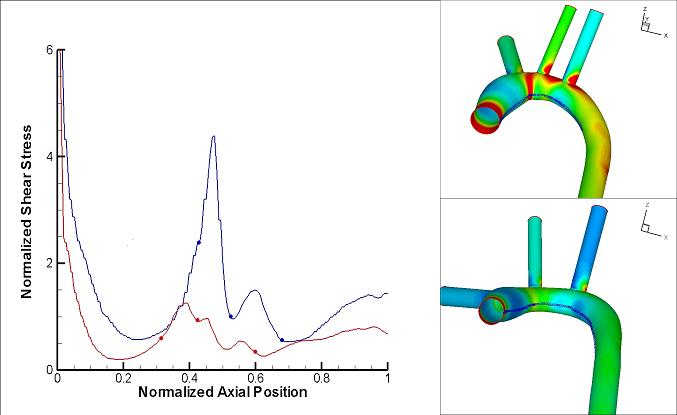 Normalized Shear Stress
6
4
2
0
0
0.2
0.4
0.6
0.8
1
Normalized Axial Position
Z
Y
X
Z
X